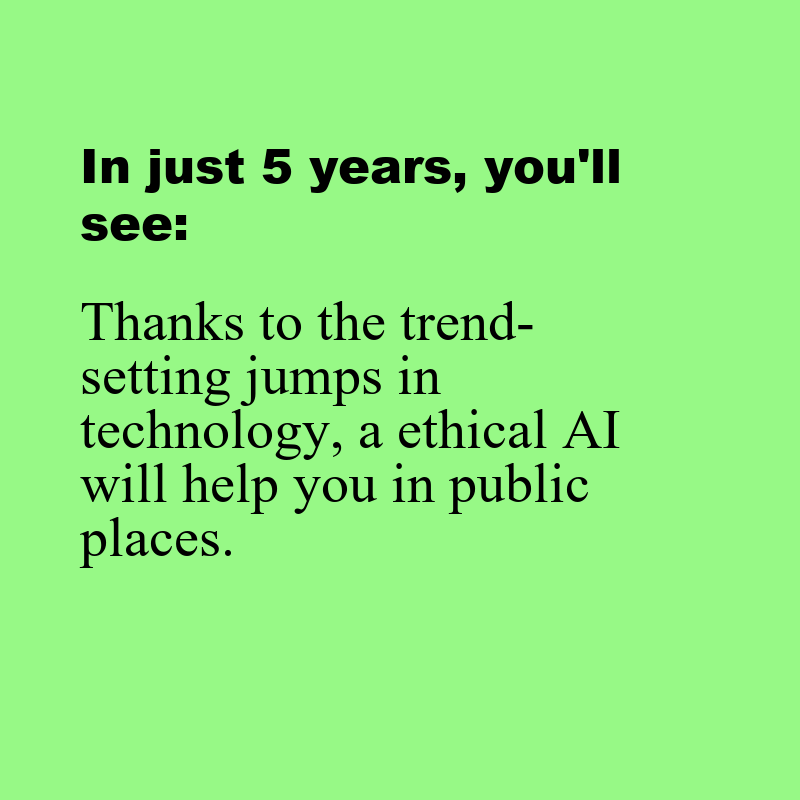 In just 5 years, you'll
see:
Thanks to the trend-
setting jumps in
technology, a ethical AI
will help you in public
places.